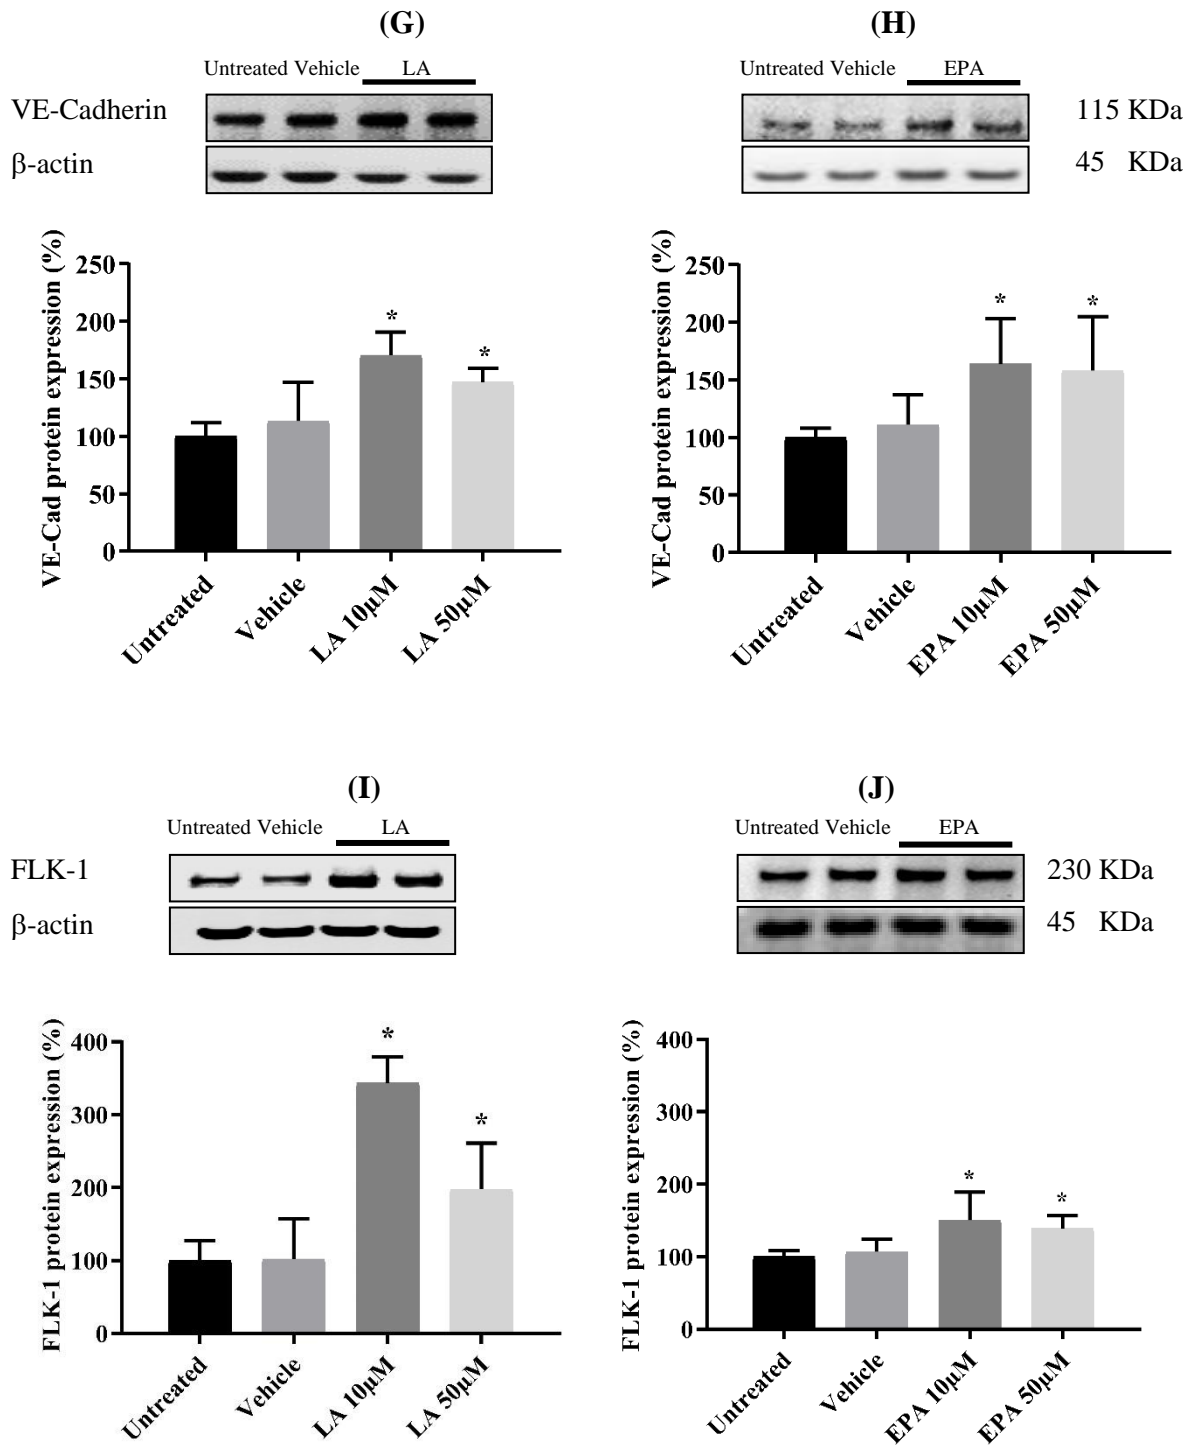 (G)
Untreated Vehicle LA
VE-Cadherin
β-actin
VE-Cad protein expression (%)
250
200
150
100
50
0
*
*
Untreated
Vehicle
LA 10µM
LA 50µM
(H)
Untreated Vehicle EPA
115 KDa
45 KDa
VE-Cad protein expression (%)
250
200
150
100
50
0
*
*
Untreated
Vehicle
EPA 10µM
EPA 50µM
(I)
Untreated Vehicle LA
FLK-1
β-actin
FLK-1 protein expression (%)
400
300
200
100
0
*
*
Untreated
Vehicle
LA 10µM
LA 50µM
(J)
Untreated Vehicle EPA
230 KDa
45 KDa
FLK-1 protein expression (%)
400
300
200
100
0
*
*
Untreated
Vehicle
EPA 10µM
EPA 50µM